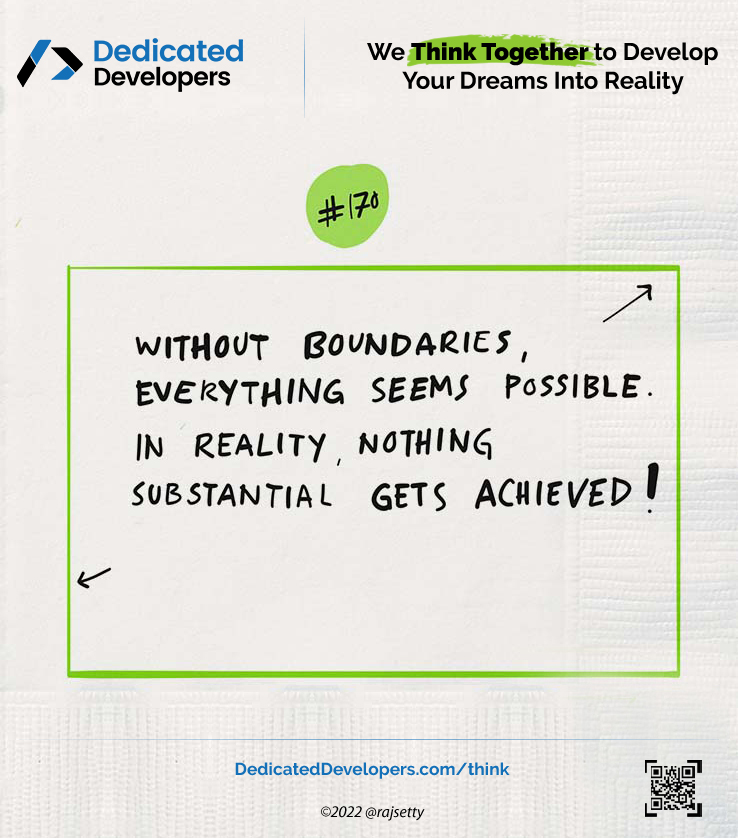 Dedicated
Developers
We Think Together to Develop
Your Dreams Into Reality
#170
WITHOUT BOUNDARIES,
EVERYTHING SEEMS POSSIBLE.
IN REALITY, NOTHING
SUBSTANTIAL GETS ACHIEVED!
DedicatedDevelopers.com/think
©2022 @rajsetty